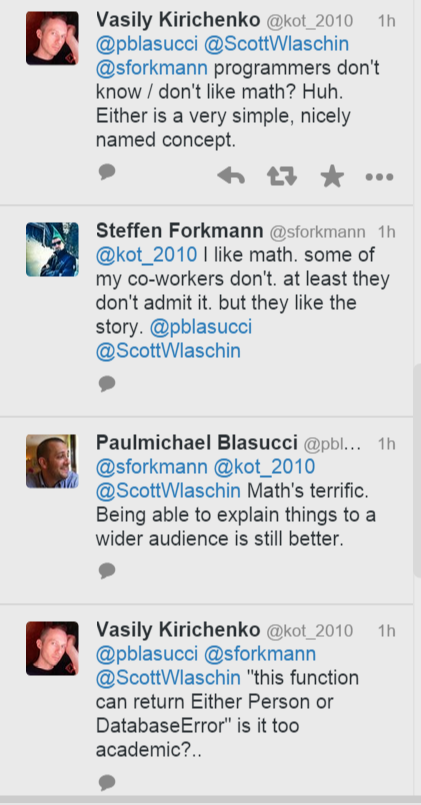 Vasily Kirichenko @kot_2010 1h
@pblasucci @ScottWlaschin
@sforkmann programmers don't
know / don't like math? Huh.
Either is a very simple, nicely
named concept.
Steffen Forkmann @sforkmann 1h
@kot_2010 I like math. some of
my co-workers don't. at least they
don't admit it. but they like the
story. @pblasucci
@ScottWlaschin
Paulmichael Blasucci @pbl... 1h
@sforkmann @kot_2010
@ScottWlaschin Math's terrific.
Being able to explain things to a
wider audience is still better.
Vasily Kirichenko @kot_2010 1h
@pblasucci @sforkmann
@ScottWlaschin "this function
can return Either Person or
DatabaseError" is it too
academic?..